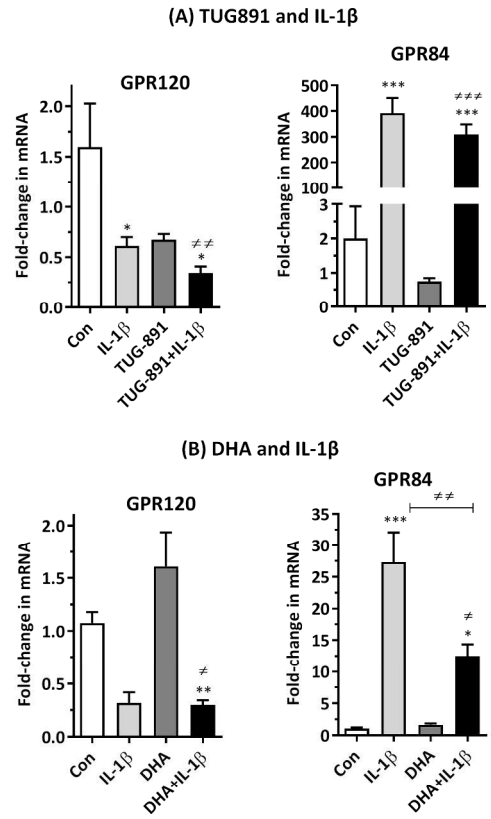 (A) TUG891 and IL-1β
GPR120
Fold-change in mRNA
2.0
1.5
1.0
0.5
0.0
*
≠≠
*
Con
IL-1β
TUG-891
TUG-891+IL-1β
GPR84
Fold-change in mRNA
500
400
300
200
100
3
2
1
0
***
≠≠≠
***
Con
IL-1β
TUG-891
TUG-891+IL-1β
(B) DHA and IL-1β
GPR120
Fold-change in mRNA
2.0
1.5
1.0
0.5
0.0
≠
**
Con
IL-1β
DHA
DHA+IL-1β
GPR84
Fold-change in mRNA
35
30
25
20
15
10
5
0
≠≠
***
≠
*
Con
IL-1β
DHA
DHA+IL-1β